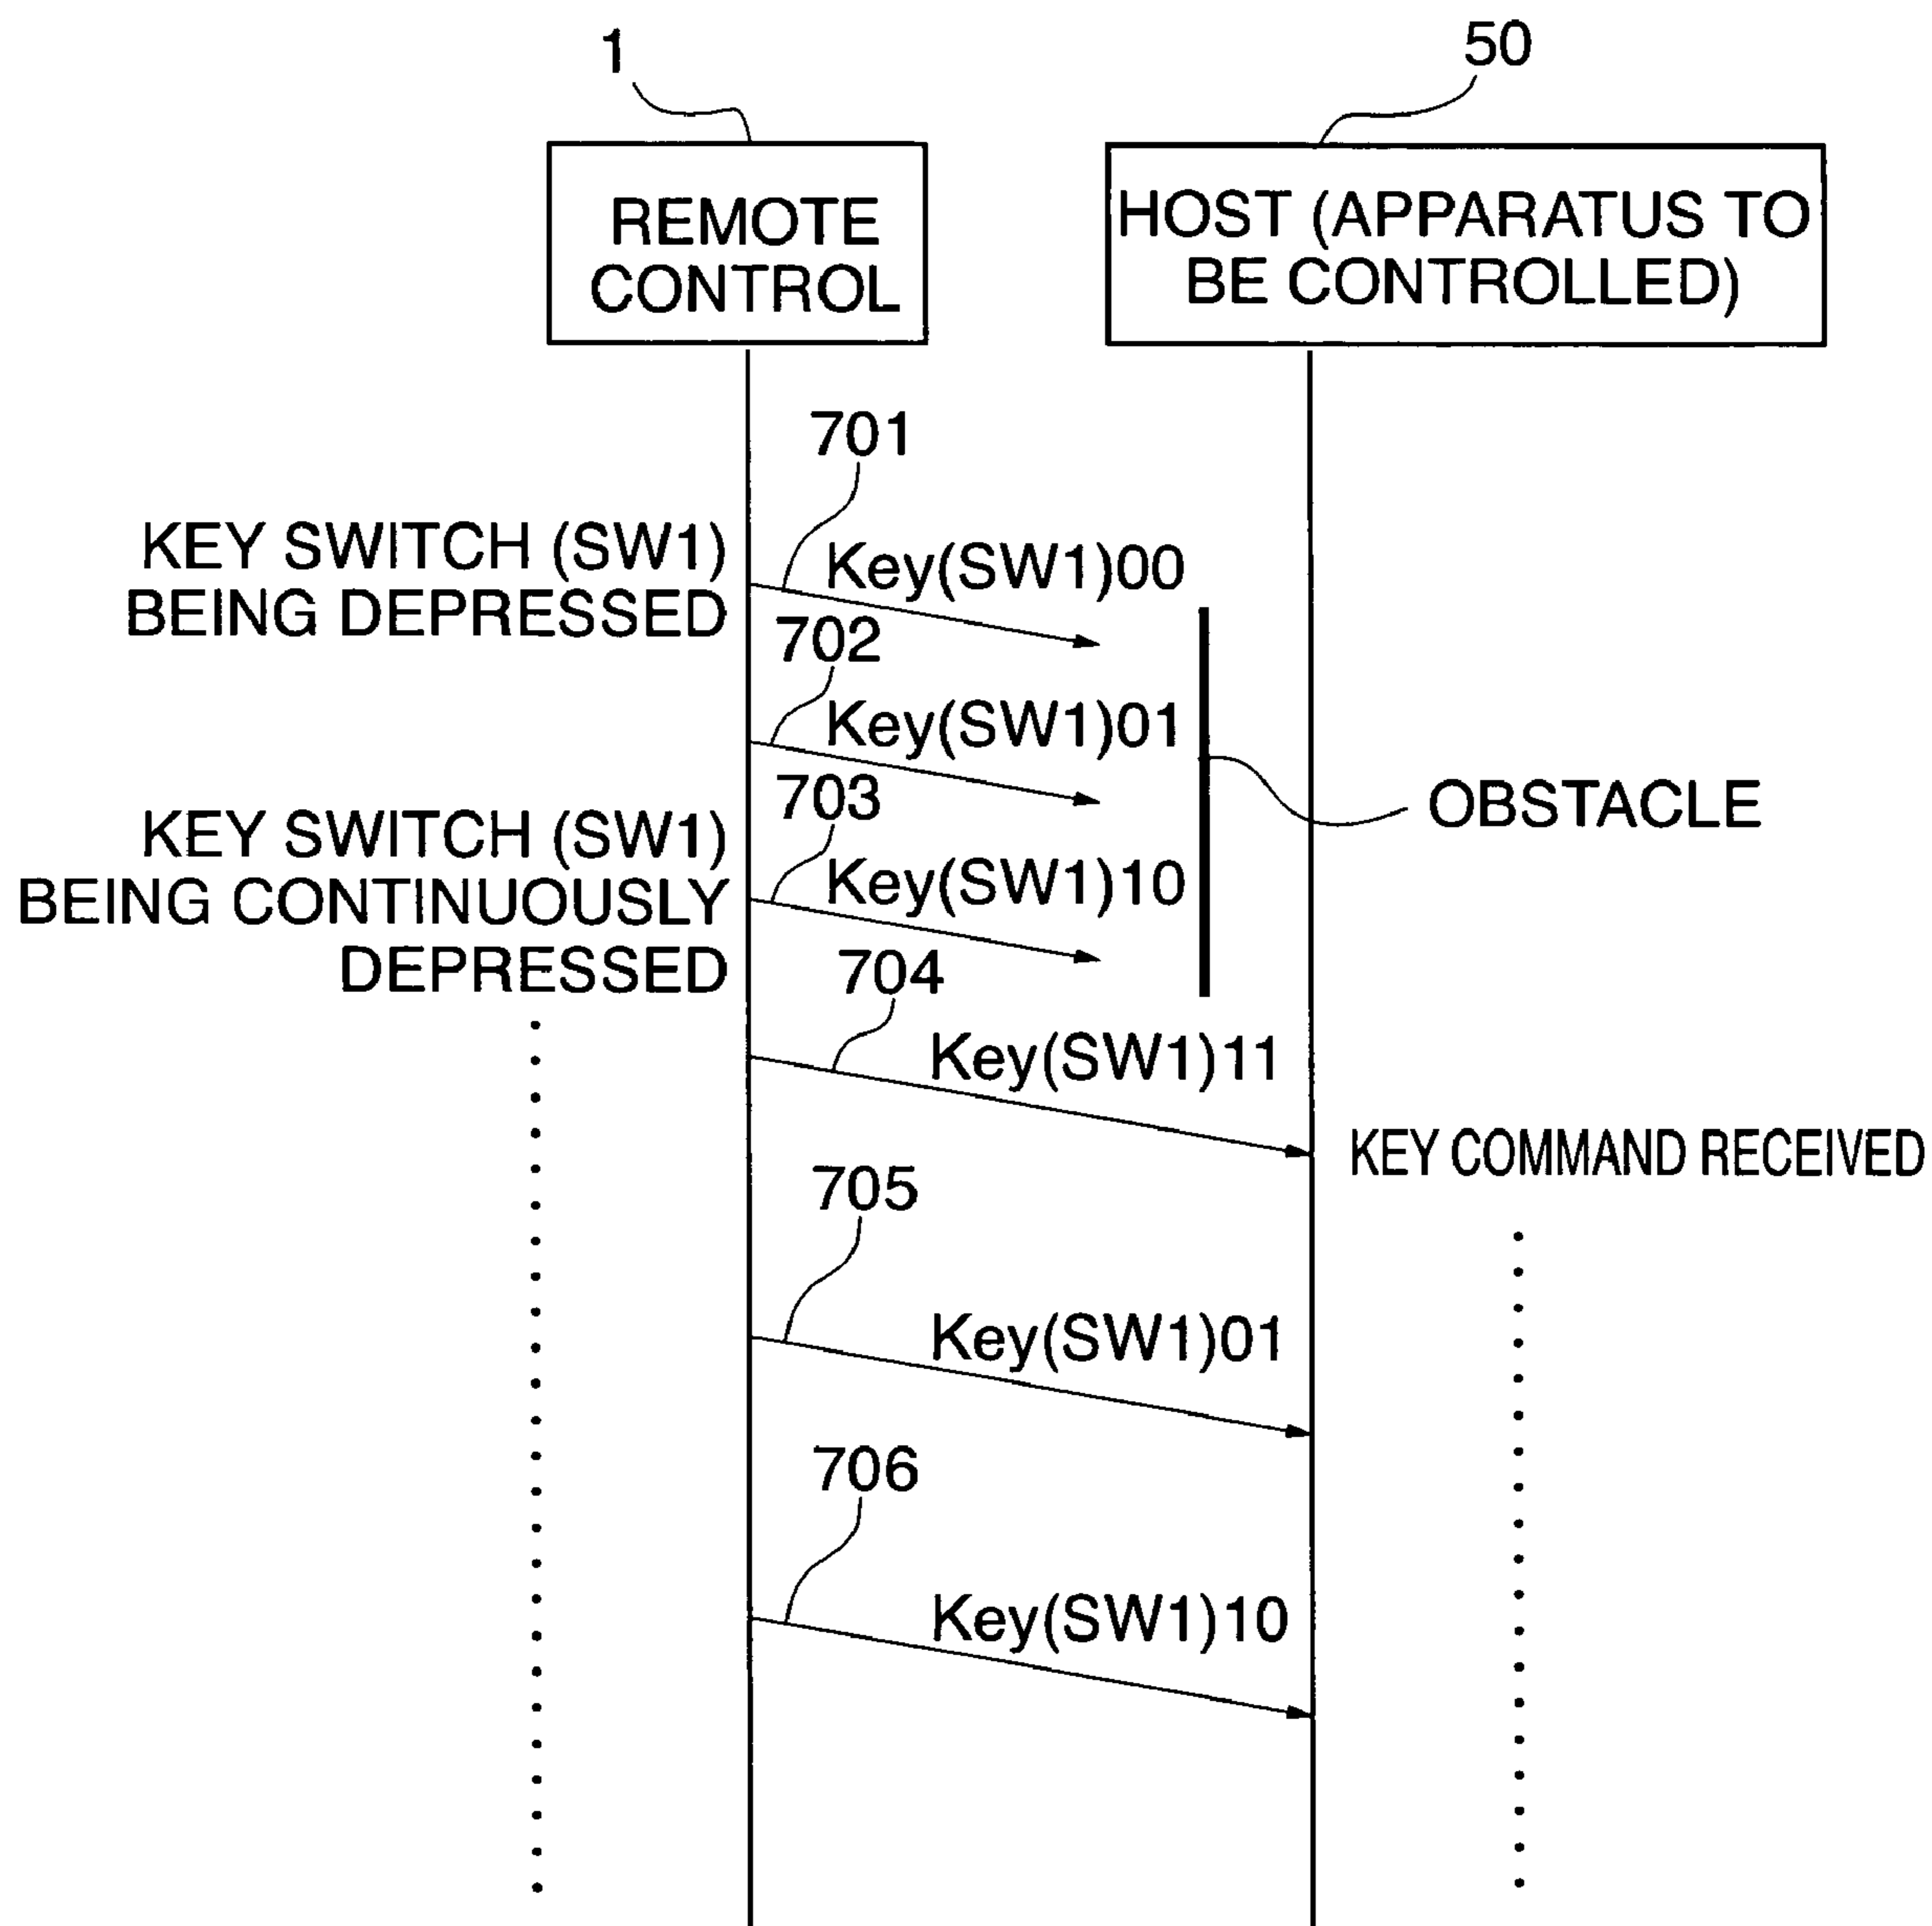 1
50
REMOTE
CONTROL
HOST (APPARATUS TO
BE CONTROLLED)
701
KEY SWITCH (SW1)
BEING DEPRESSED
Key(SW1)00
702
Key(SW1)01
703
OBSTACLE
KEY SWITCH (SW1)
BEING CONTINUOUSLY
DEPRESSED
Key(SW1)10
704
Key(SW1)11
KEY COMMAND RECEIVED
705
Key(SW1)01
706
Key(SW1)10